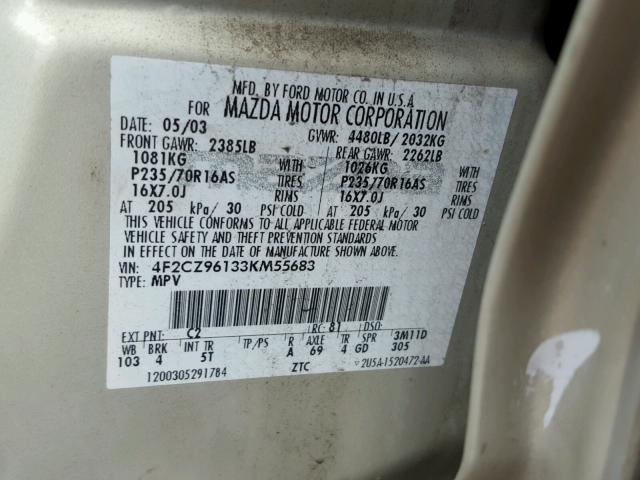 MFD. BY FORD MOTOR CO. IN U.S.A.
FOR MAZDA MOTOR CORPORATION
DATE: 05/03 GVWR: 4480LB/ 2032KG
FRONT GAWR: 2385LB REAR GAWR: 2262LB
1081KG WITH 1026KG WITH
P235/70R16AS TIRES P235/70R16AS TIRES
16X7.0J RIMS 16X7.0J RIMS
AT 205 kPa/ 30 PSI COLD AT 205 kPa/ 30 PSI COLD
THIS VEHICLE CONFORMS TO ALL APPLICABLE FEDERAL MOTOR
VEHICLE SAFETY AND THEFT PREVENTION STANDARDS
IN EFFECT ON THE DATE OF MANUFACTURE SHOWN ABOVE.
VIN: 4F2CZ96133KM55683
TYPE: MPV
EXT PNT: C2 RC: 81 DSO:
WB BRK INT TR TP/PS R AXLE TR SPR 3M11D
103 4 5T A 69 4 GD 305
1200305291784 ZTC 2U5A-1520472-AA